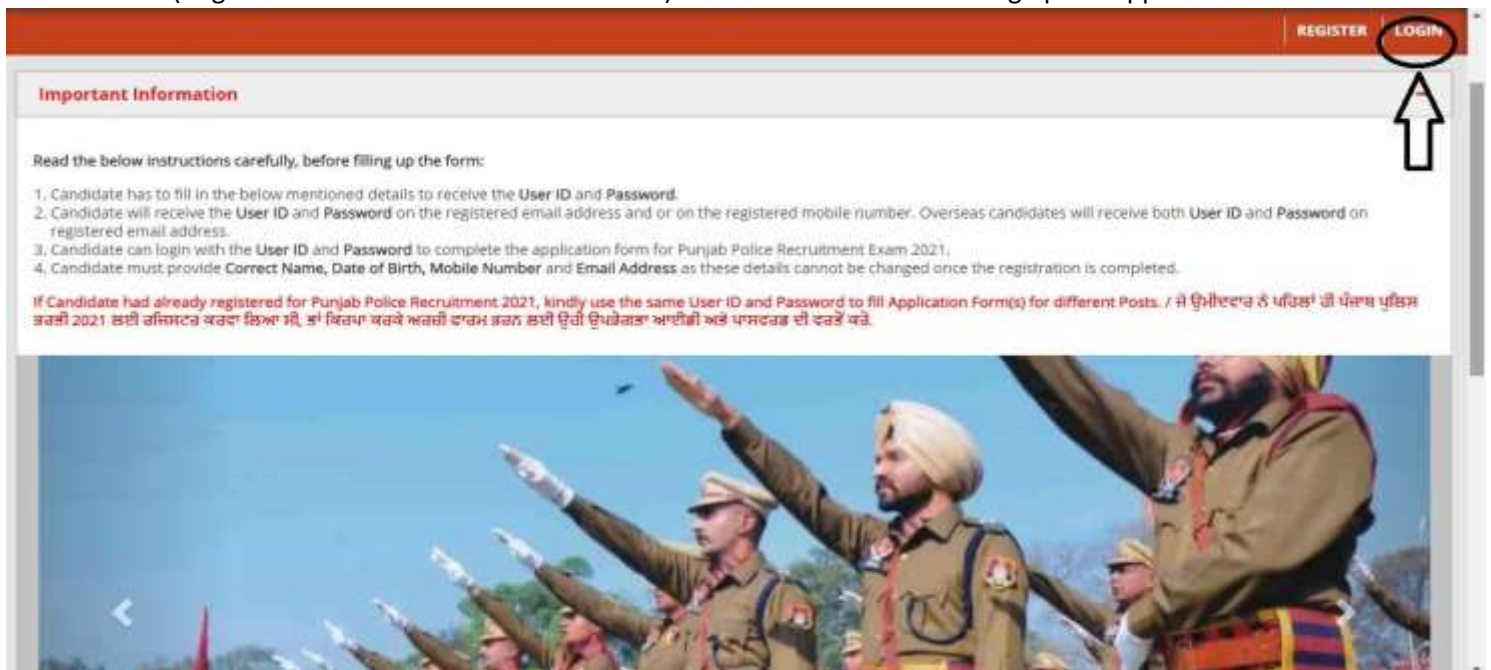 REGISTER LOGIN
Important Information
Read the below instructions carefully, before filling up the form:
1. Candidate has to fill in the below mentioned details to receive the User ID and Password.
2. Candidate will receive the User ID and Password on the registered email address and or on the registered mobile number. Overseas candidates will receive both User ID and Password on
registered email address.
3. Candidate can login with the User ID and Password to complete the application form for Punjab Police Recruitment Exam 2021.
4. Candidate must provide Correct Name, Date of Birth, Mobile Number and Email Address as these details cannot be changed once the registration is completed.
If Candidate had already registered for Punjab Police Recruitment 2021, kindly use the same User ID and Password to fill Application Form(s) for different Posts. / ਜੇ ਉਮੀਦਵਾਰ ਨੇ ਪਹਿਲਾਂ ਹੀ ਪੰਜਾਬ ਪੁਲਿਸ
ਭਰਤੀ 2021 ਲਈ ਰਜਿਸਟਰ ਕਰਵਾ ਲਿਆ ਸੀ, ਤਾਂ ਕਿਰਪਾ ਕਰਕੇ ਅਰਜ਼ੀ ਫਾਰਮ ਭਰਨ ਲਈ ਉਹੀ ਉਪਭੋਗਤਾ ਆਈਡੀ ਅਤੇ ਪਾਸਵਰਡ ਦੀ ਵਰਤੋਂ ਕਰੋ.